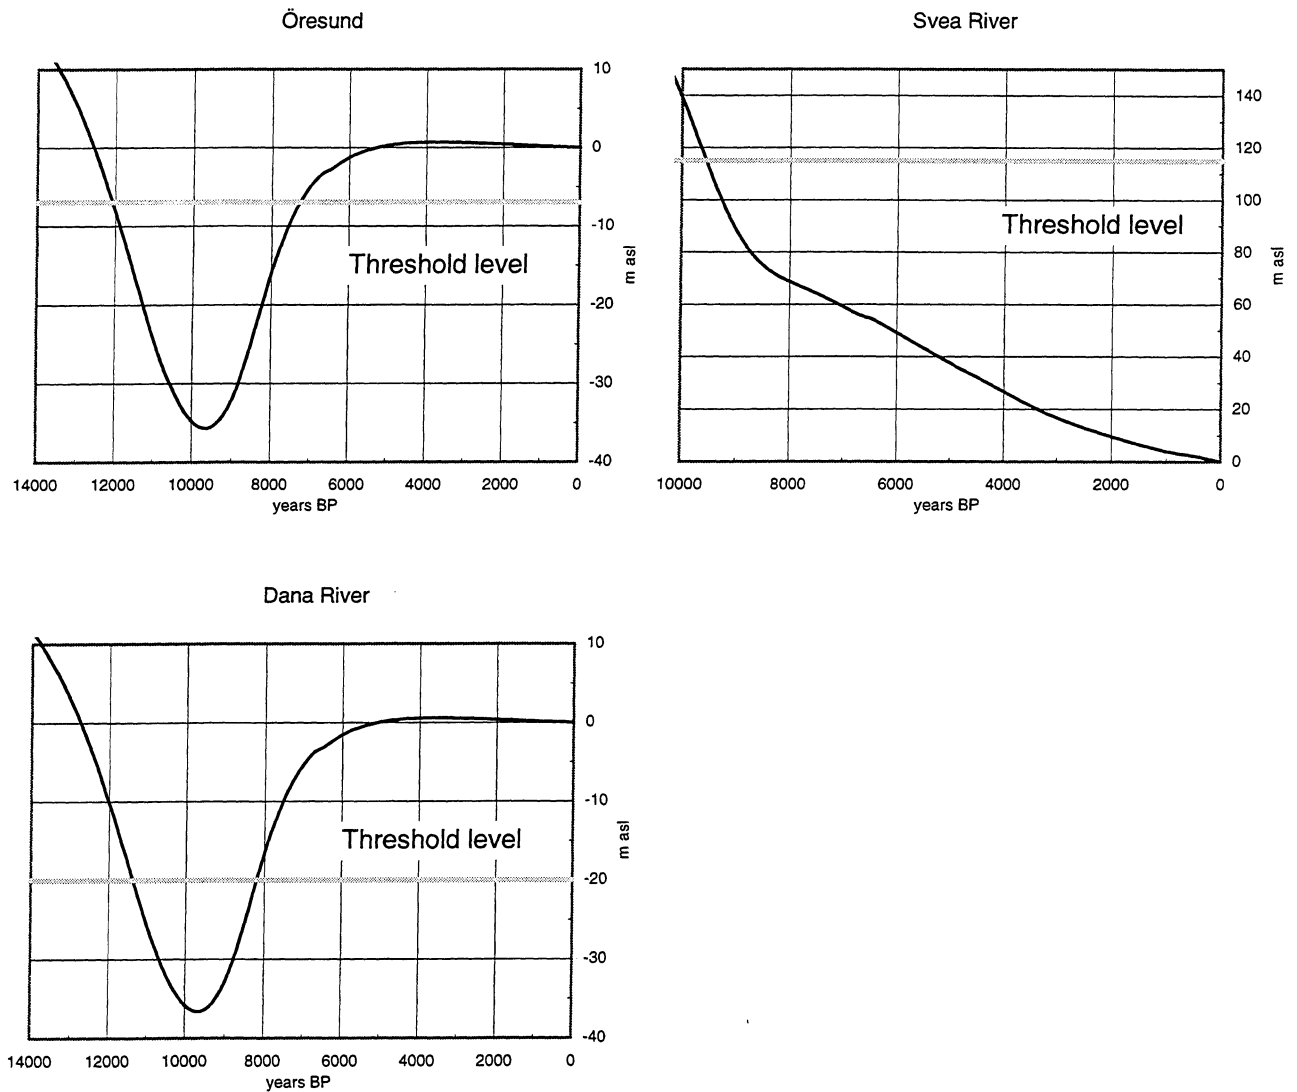 Öresund
10
0
-10
-20
-30
-40
m asl
Threshold level
14000 12000 10000 8000 6000 4000 2000 0
years BP
Svea River
140
120
100
80
60
40
20
0
m asl
Threshold level
10000 8000 6000 4000 2000 0
years BP
Dana River
10
0
-10
-20
-30
-40
m asl
Threshold level
14000 12000 10000 8000 6000 4000 2000 0
years BP